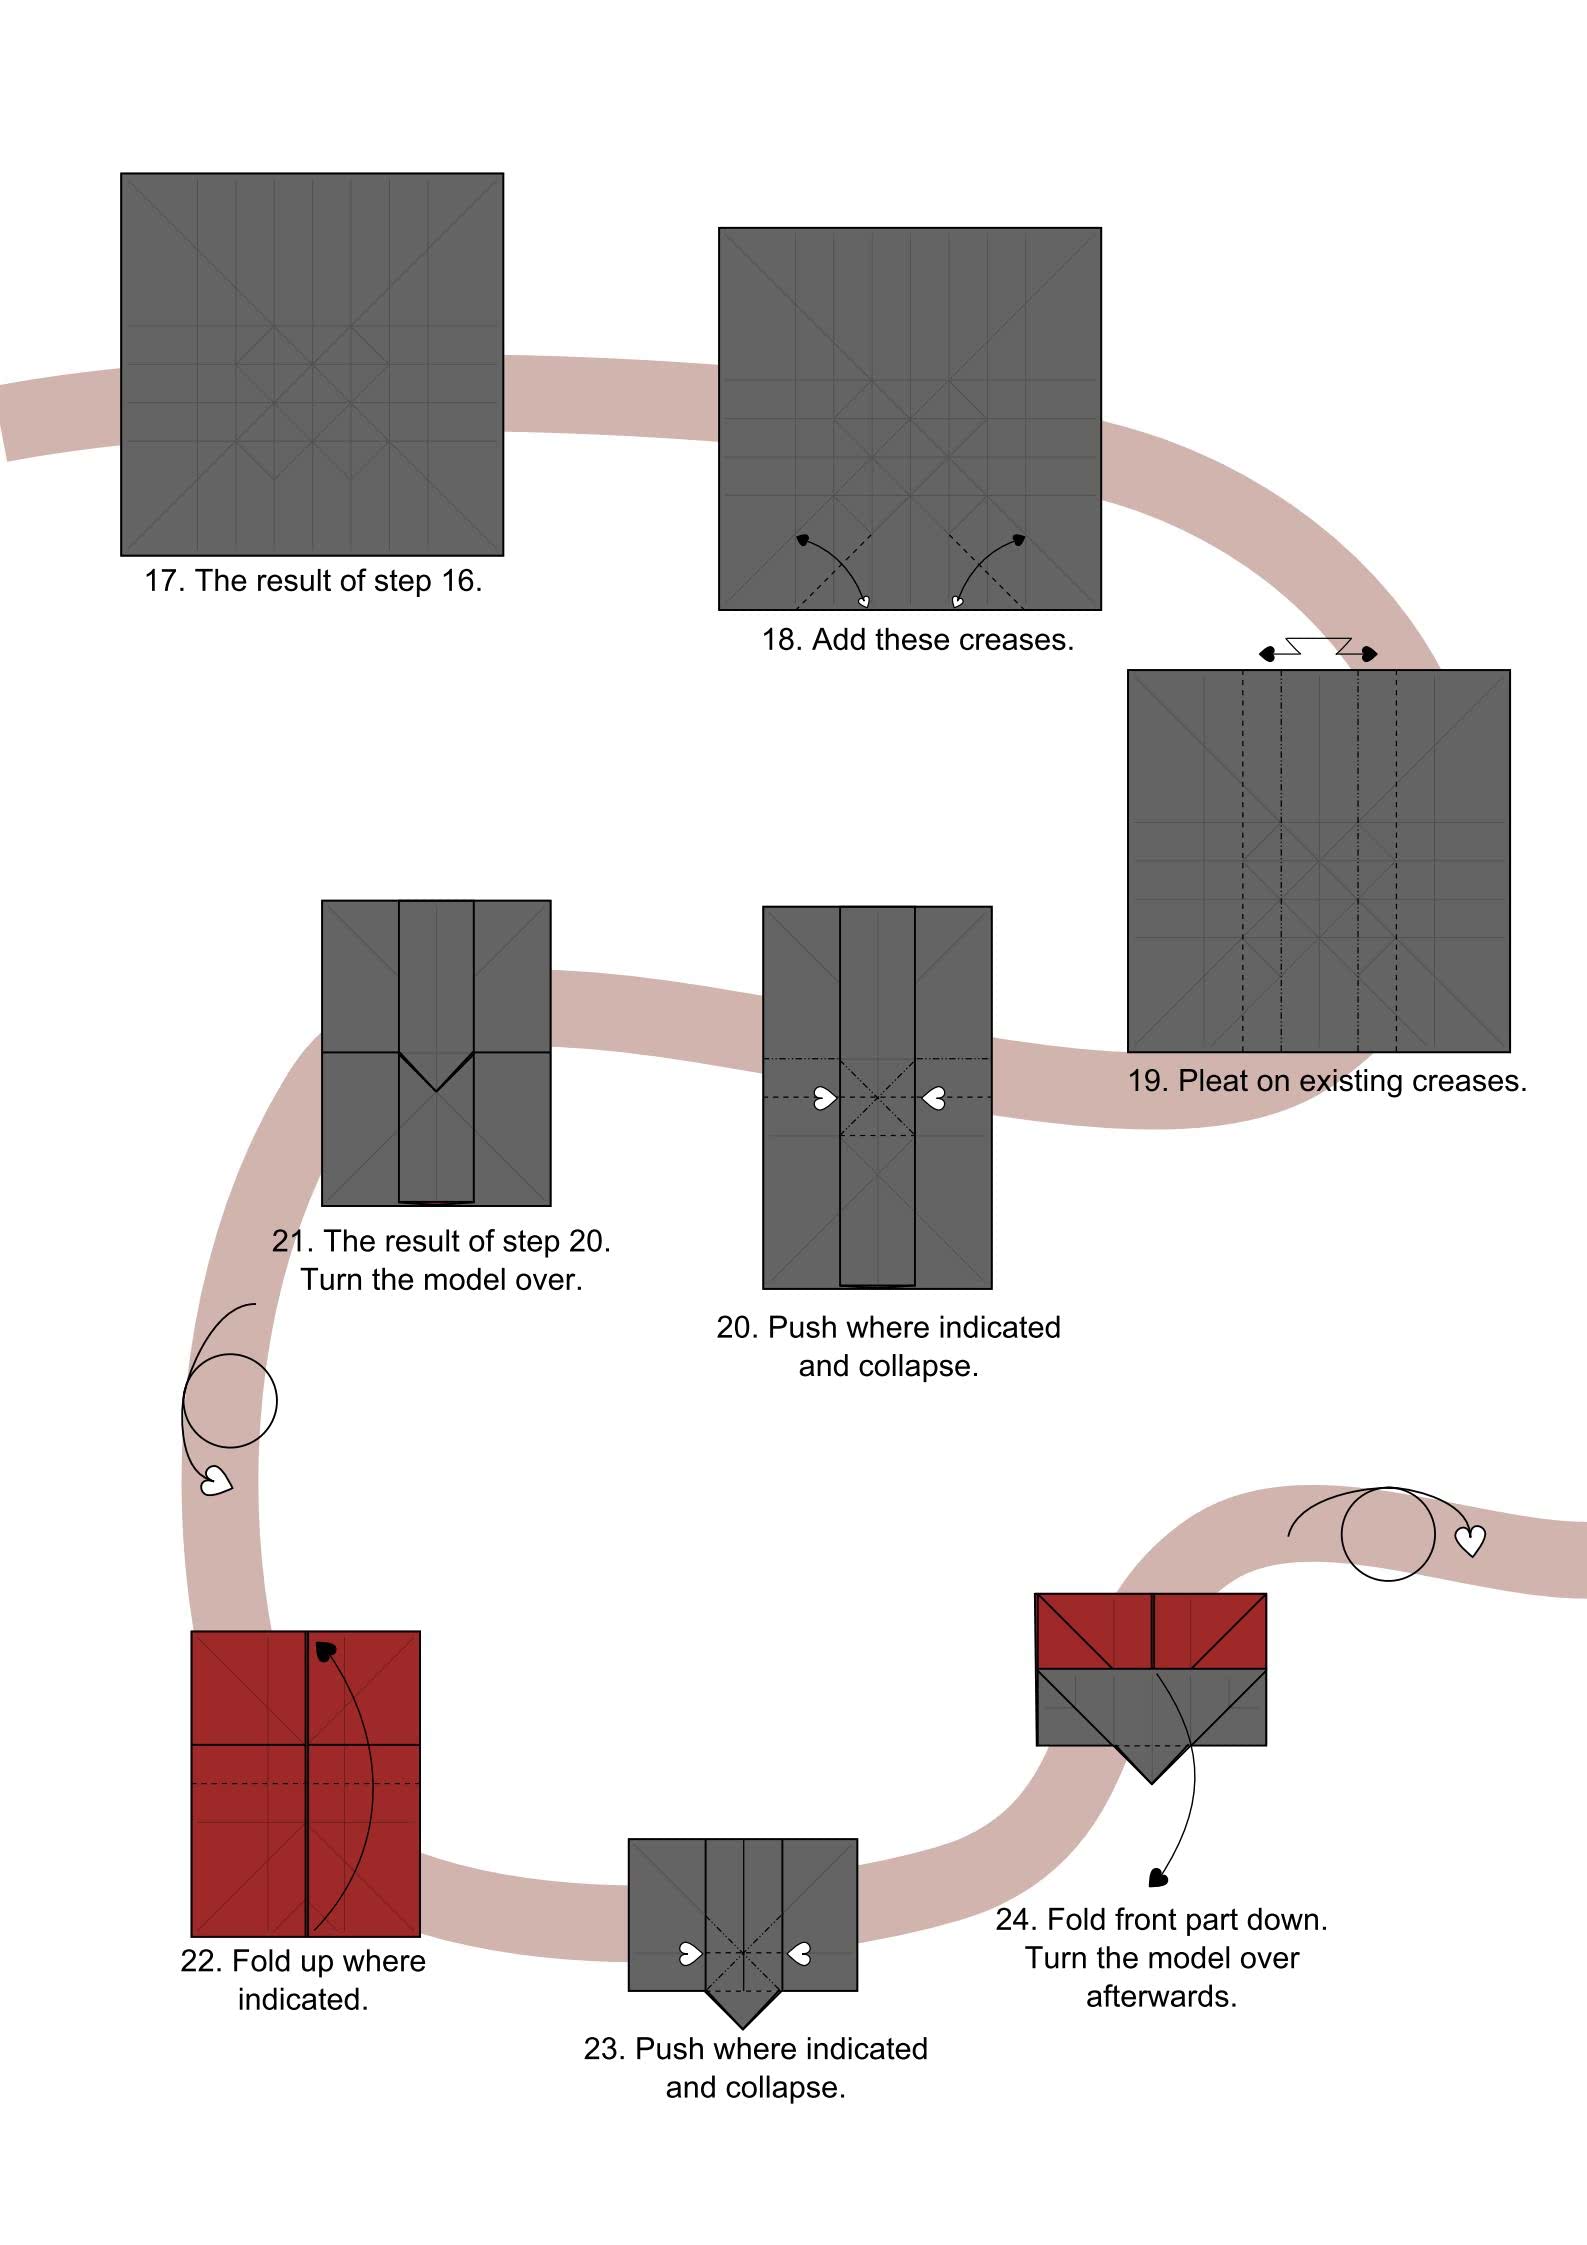 17. The result of step 16.
18. Add these creases.
19. Pleat on existing creases.
20. Push where indicated
and collapse.
21. The result of step 20.
Turn the model over.
22. Fold up where
indicated.
23. Push where indicated
and collapse.
24. Fold front part down.
Turn the model over
afterwards.